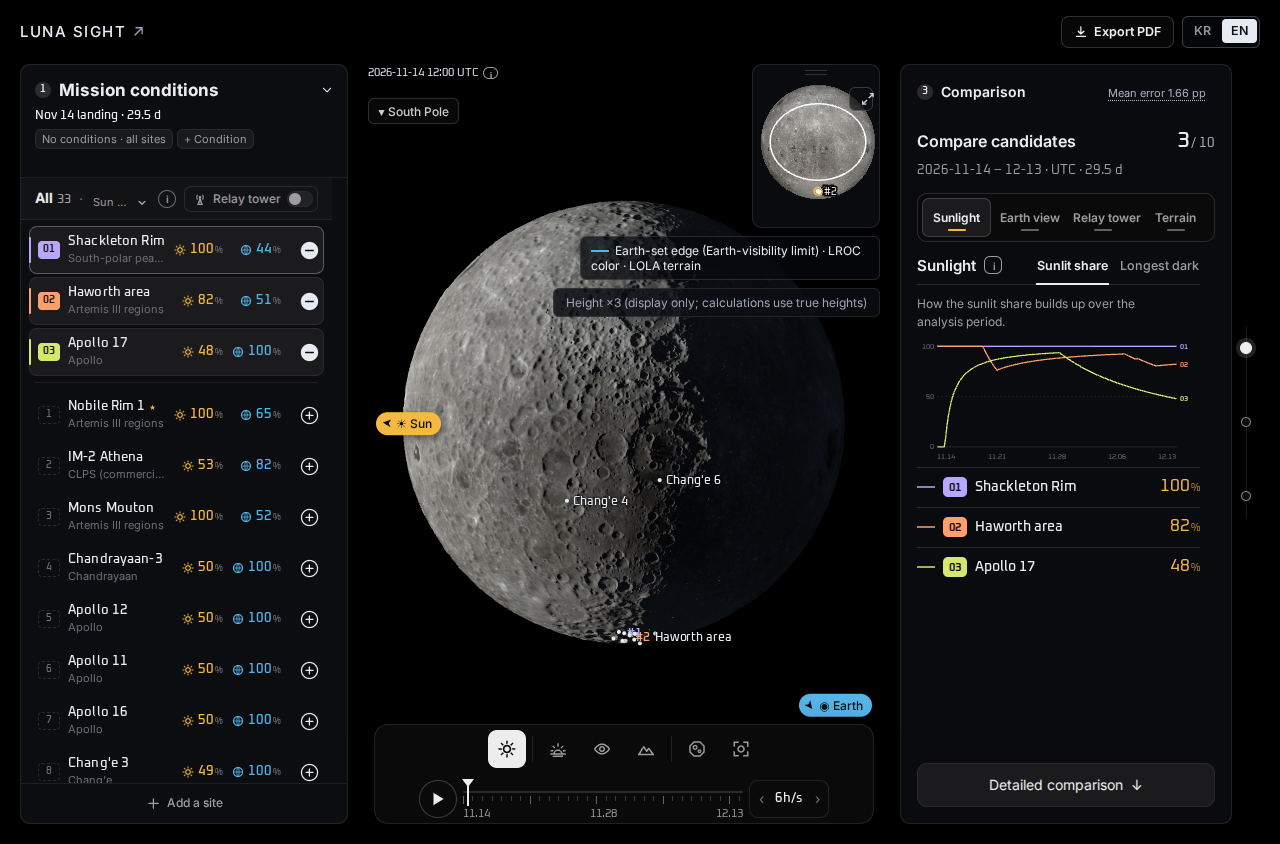 LUNA SIGHT ↗
Export PDF
KR EN
1 Mission conditions
Nov 14 landing · 29.5 d
No conditions · all sites
+ Condition
All 33 · Sun ...
Relay tower
01 Shackleton Rim 100% 44%
South-polar pea...
02 Haworth area 82% 51%
Artemis III regions
03 Apollo 17 48% 100%
Apollo
1 Nobile Rim 1 ★ 100% 65%
Artemis III regions
2 IM-2 Athena 53% 82%
CLPS (commerci...
3 Mons Mouton 100% 52%
Artemis III regions
4 Chandrayaan-3 50% 100%
Chandrayaan
5 Apollo 12 50% 100%
Apollo
6 Apollo 11 50% 100%
Apollo
7 Apollo 16 50% 100%
Apollo
8 Chang'e 3 49% 100%
Chang'e
+ Add a site
2026-11-14 12:00 UTC
▾ South Pole
#2
Earth-set edge (Earth-visibility limit) · LROC
color · LOLA terrain
Height ×3 (display only; calculations use true heights)
Sun
Chang'e 6
Chang'e 4
#2 Haworth area
Earth
6h/s
11.14 11.28 12.13
3 Comparison
Mean error 1.66 pp
Compare candidates 3 / 10
2026-11-14 – 12-13 · UTC · 29.5 d
Sunlight Earth view Relay tower Terrain
Sunlight
Sunlit share Longest dark
How the sunlit share builds up over the
analysis period.
100
50
0
01
02
03
11.14 11.21 11.28 12.06 12.13
01 Shackleton Rim 100%
02 Haworth area 82%
03 Apollo 17 48%
Detailed comparison ↓